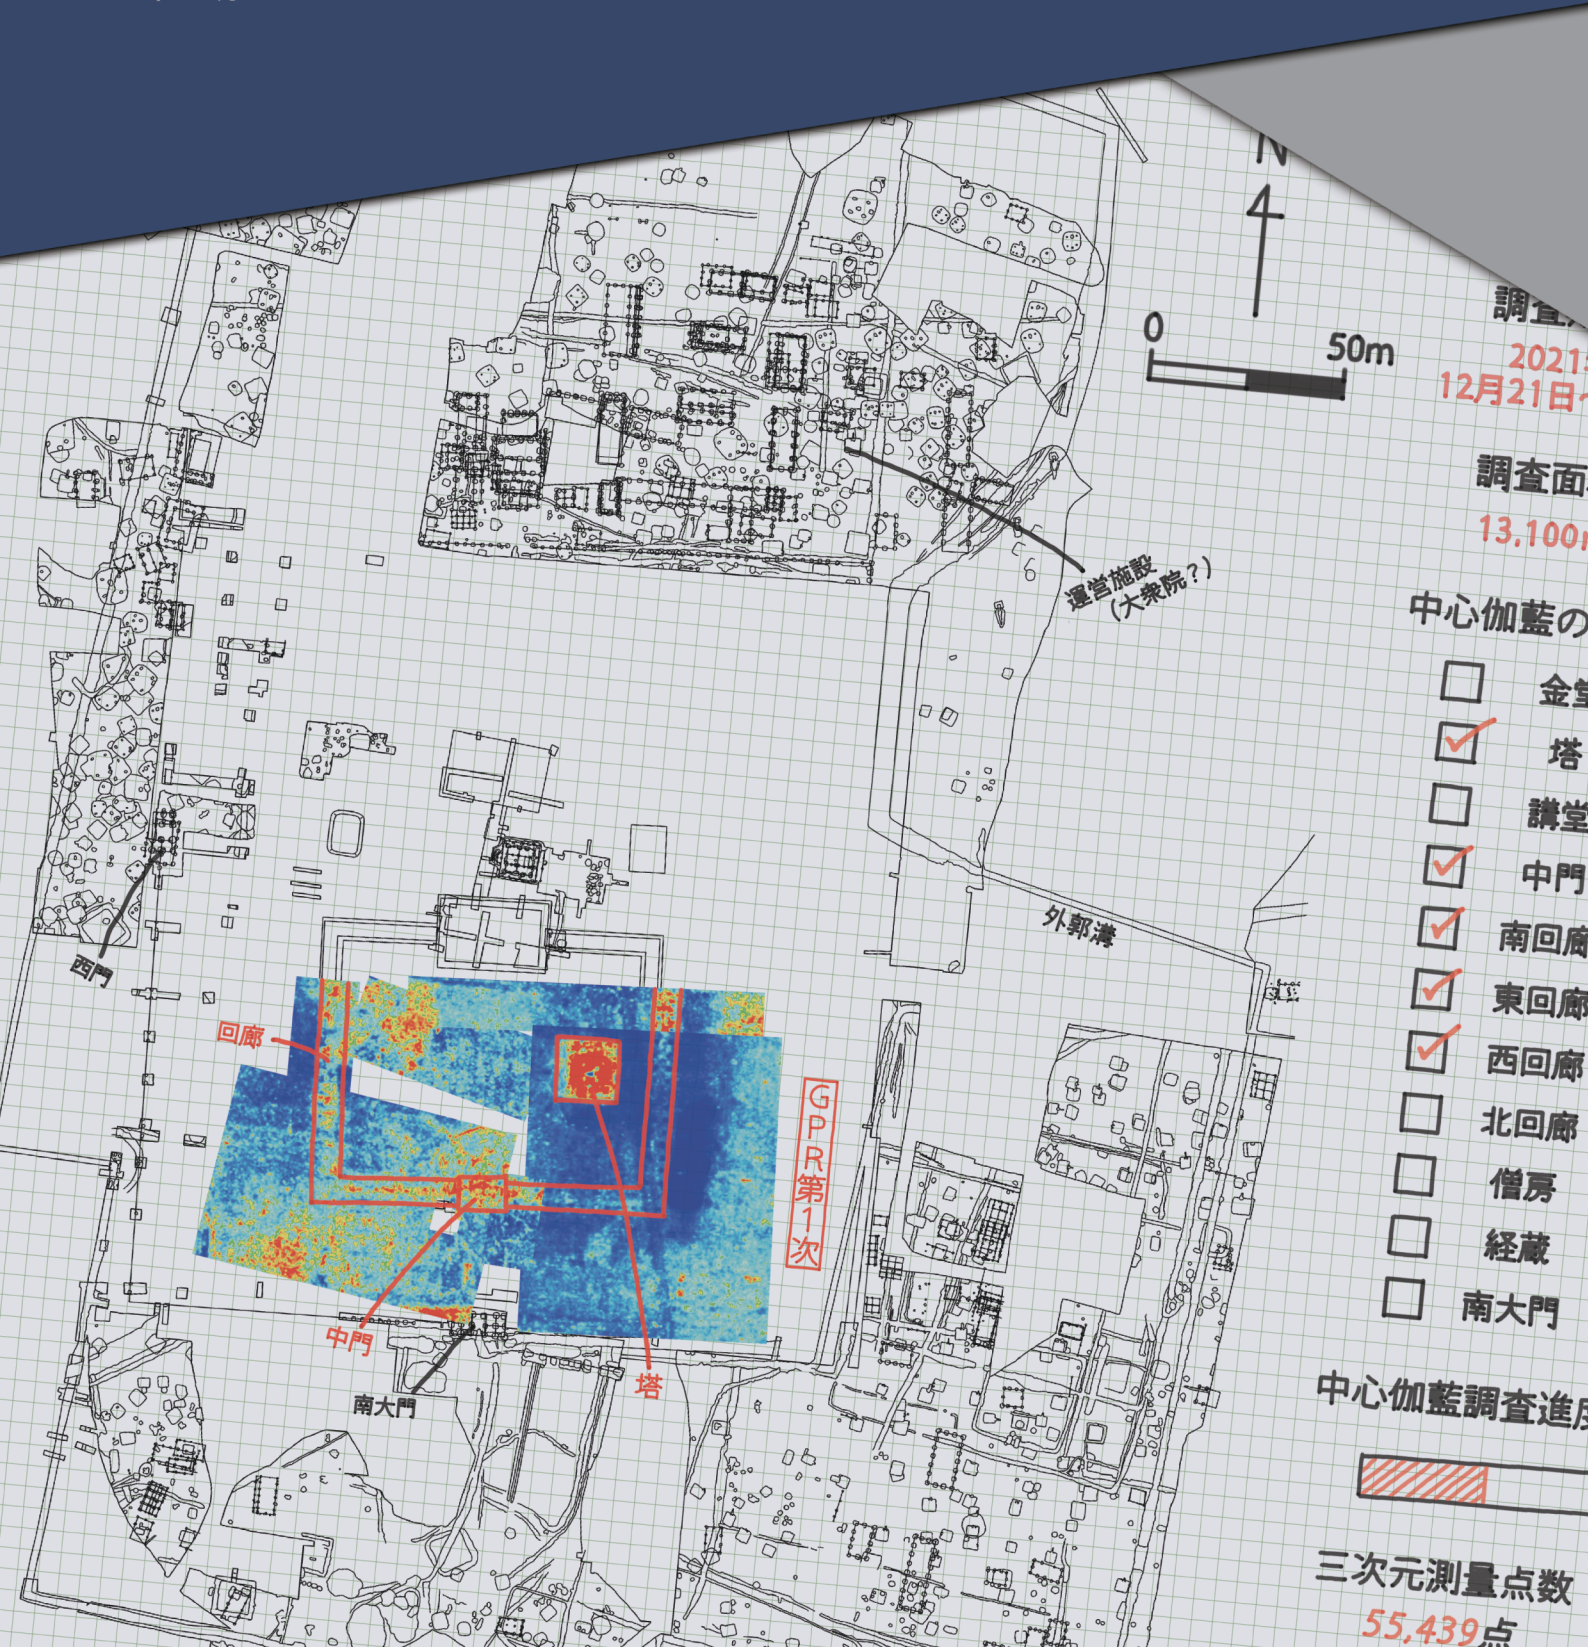 N
0 50m
調査
2021
12月21日~
調査面
13,100
中心伽藍の
金堂
塔
講堂
中門
南回廊
東回廊
西回廊
北回廊
僧房
経蔵
南大門
中心伽藍調査進度
三次元測量点数
55,439点
運営施設
(大衆院?)
外郭溝
西門
回廊
GPR第1次
中門
塔
南大門